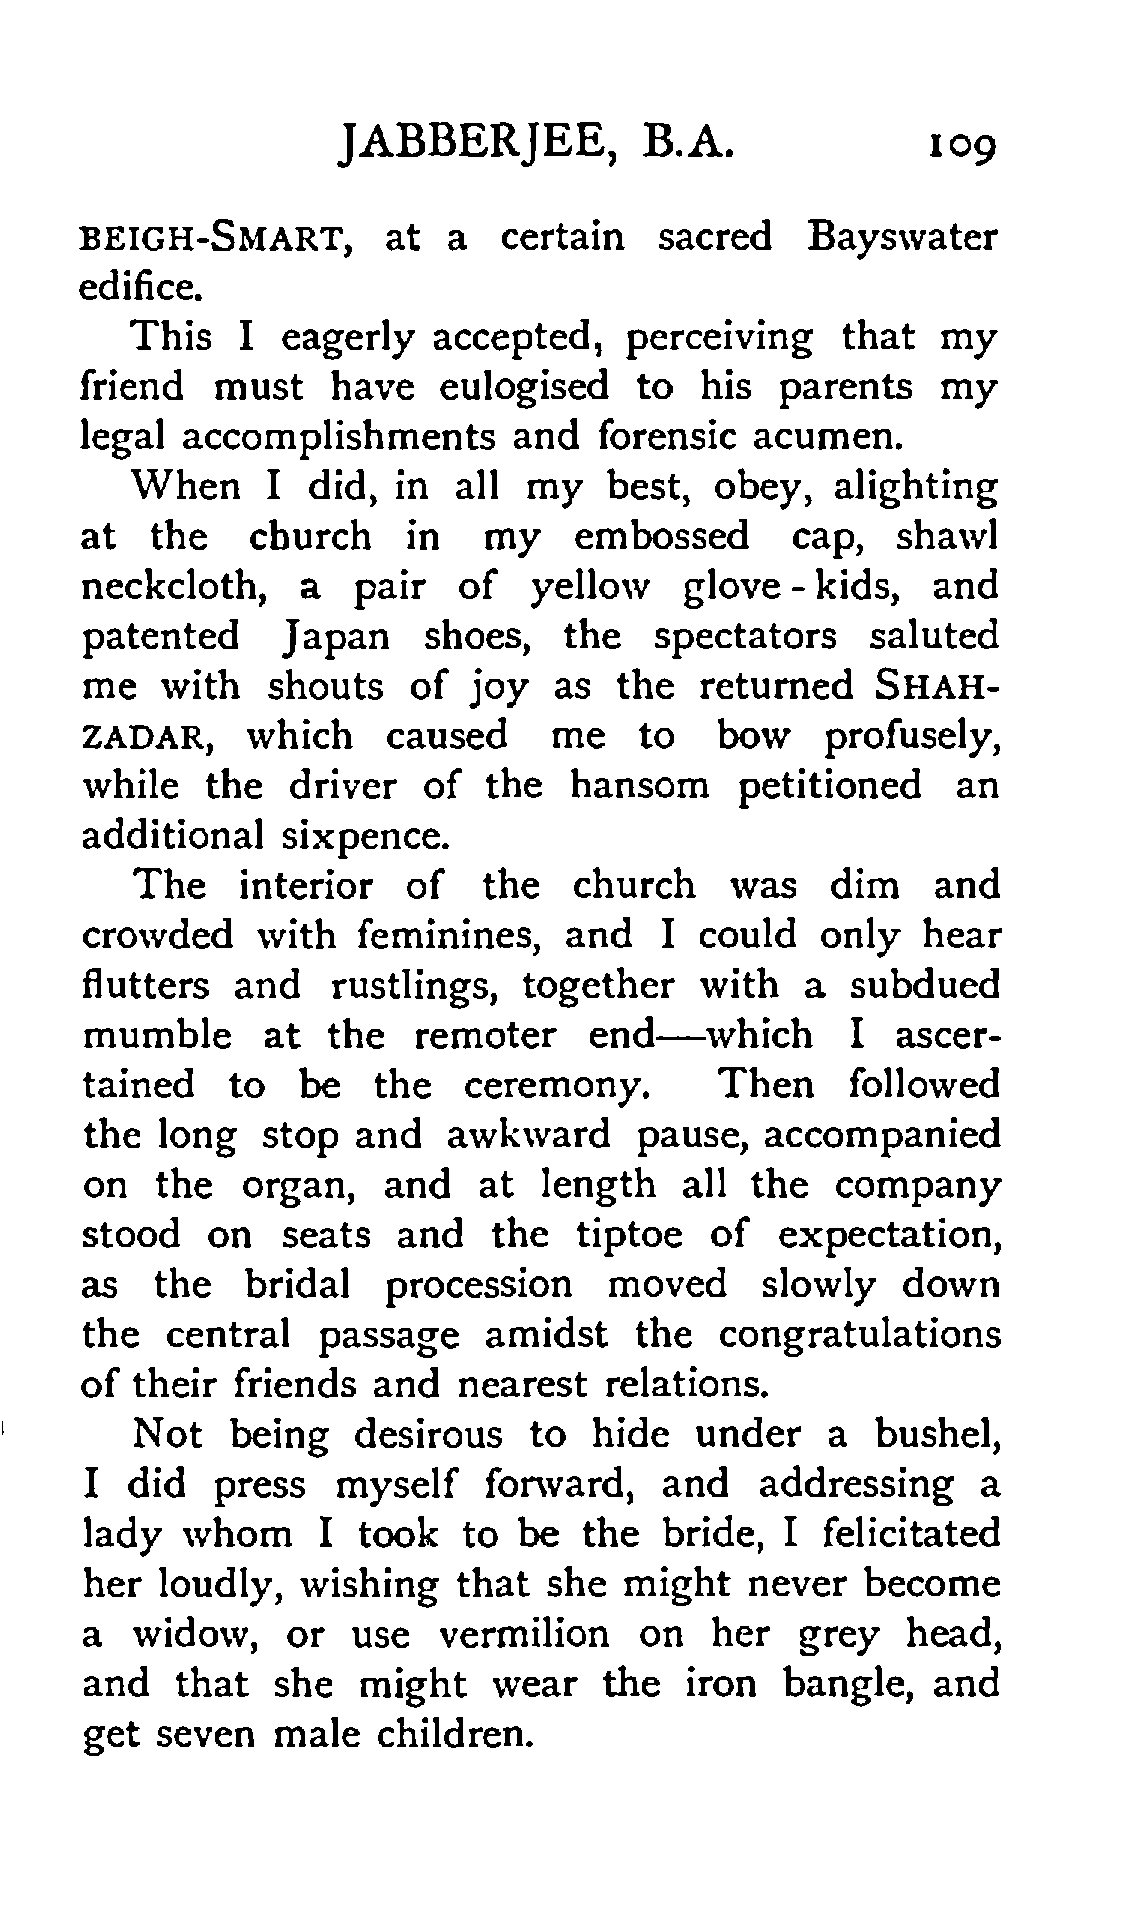 JABBERJEE, B.A. 109
BEIGH-SMART, at a certain sacred Bayswater
edifice.
This I eagerly accepted, perceiving that my
friend must have eulogised to his parents my
legal accomplishments and forensic acumen.
When I did, in all my best, obey, alighting
at the church in my embossed cap, shawl
neckcloth, a pair of yellow glove-kids, and
patented Japan shoes, the spectators saluted
me with shouts of joy as the returned SHAH-
ZADAR, which caused me to bow profusely,
while the driver of the hansom petitioned an
additional sixpence.
The interior of the church was dim and
crowded with feminines, and I could only hear
flutters and rustlings, together with a subdued
mumble at the remoter end—which I ascer-
tained to be the ceremony. Then followed
the long stop and awkward pause, accompanied
on the organ, and at length all the company
stood on seats and the tiptoe of expectation,
as the bridal procession moved slowly down
the central passage amidst the congratulations
of their friends and nearest relations.
Not being desirous to hide under a bushel,
I did press myself forward, and addressing a
lady whom I took to be the bride, I felicitated
her loudly, wishing that she might never become
a widow, or use vermilion on her grey head,
and that she might wear the iron bangle, and
get seven male children.